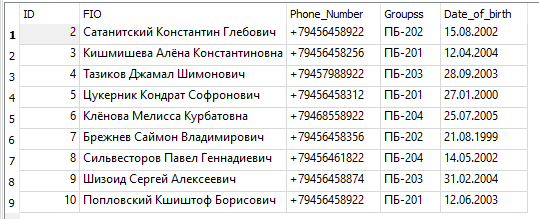 ID FIO Phone_Number Groupss Date_of_birth
1 2 Сатанитский Константин Глебович +79456458922 ПБ-202 15.08.2002
2 3 Кишмишева Алёна Константиновна +79456458256 ПБ-201 12.04.2004
3 4 Тазиков Джамал Шимонович +79457988922 ПБ-203 28.09.2003
4 5 Цукерник Кондрат Софронович +79456458312 ПБ-201 27.01.2000
5 6 Клёнова Мелисса Курбатовна +79468558922 ПБ-204 25.07.2005
6 7 Брежнев Саймон Владимирович +79456458356 ПБ-202 21.08.1999
7 8 Сильвесторов Павел Геннадиевич +79456461822 ПБ-204 14.05.2002
8 9 Шизоид Сергей Алексеевич +79456458874 ПБ-203 31.02.2004
9 10 Попловский Кшиштоф Борисович +79456458922 ПБ-201 12.06.2003